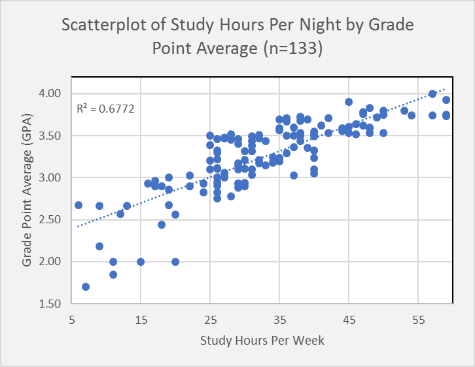 Scatterplot of Study Hours Per Night by Grade
Point Average (n=133)
4.00
R² = 0.6772
3.50
3.00
2.50
2.00
1.50
Grade Point Average (GPA)
5 15 25 35 45 55
Study Hours Per Week